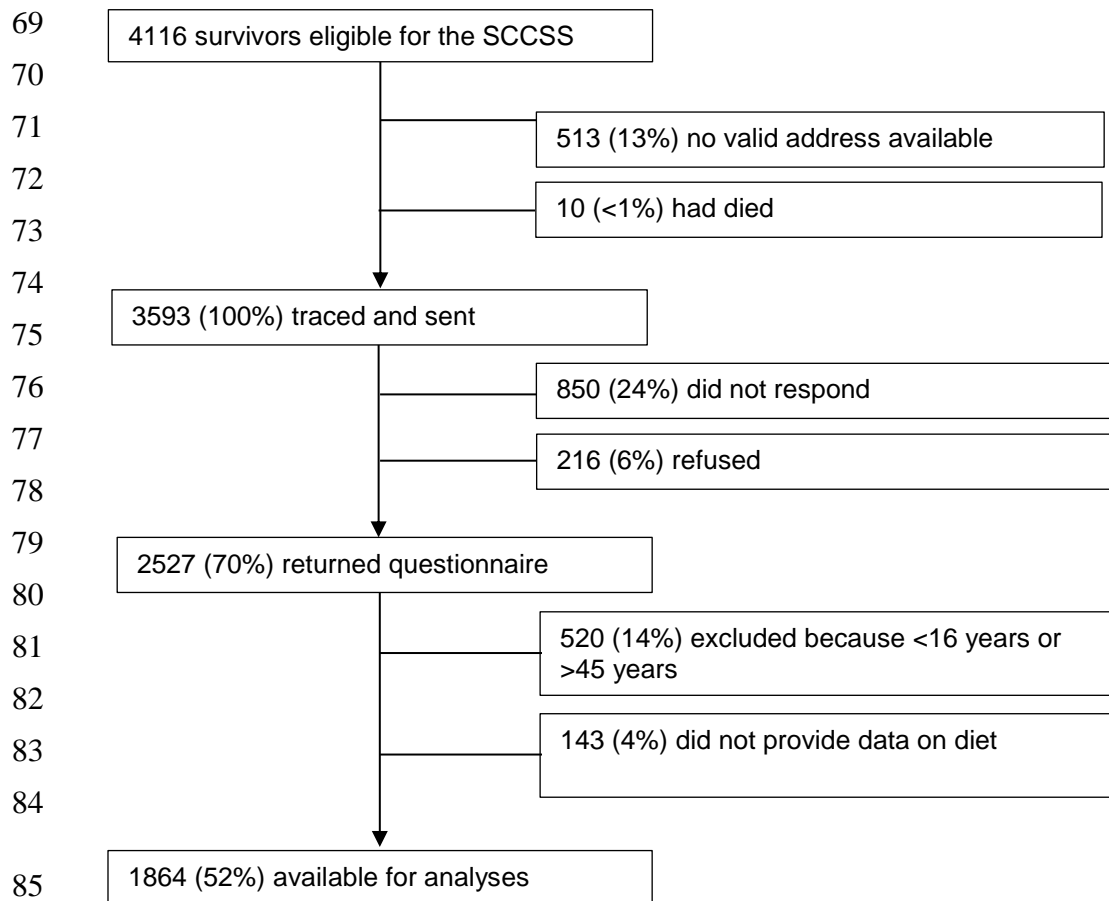 69
4116 survivors eligible for the SCCSS
70
71
513 (13%) no valid address available
72
10 (<1%) had died
73
74
3593 (100%) traced and sent
75
76
850 (24%) did not respond
77
216 (6%) refused
78
79
2527 (70%) returned questionnaire
80
81
520 (14%) excluded because <16 years or
>45 years
82
83
143 (4%) did not provide data on diet
84
85
1864 (52%) available for analyses